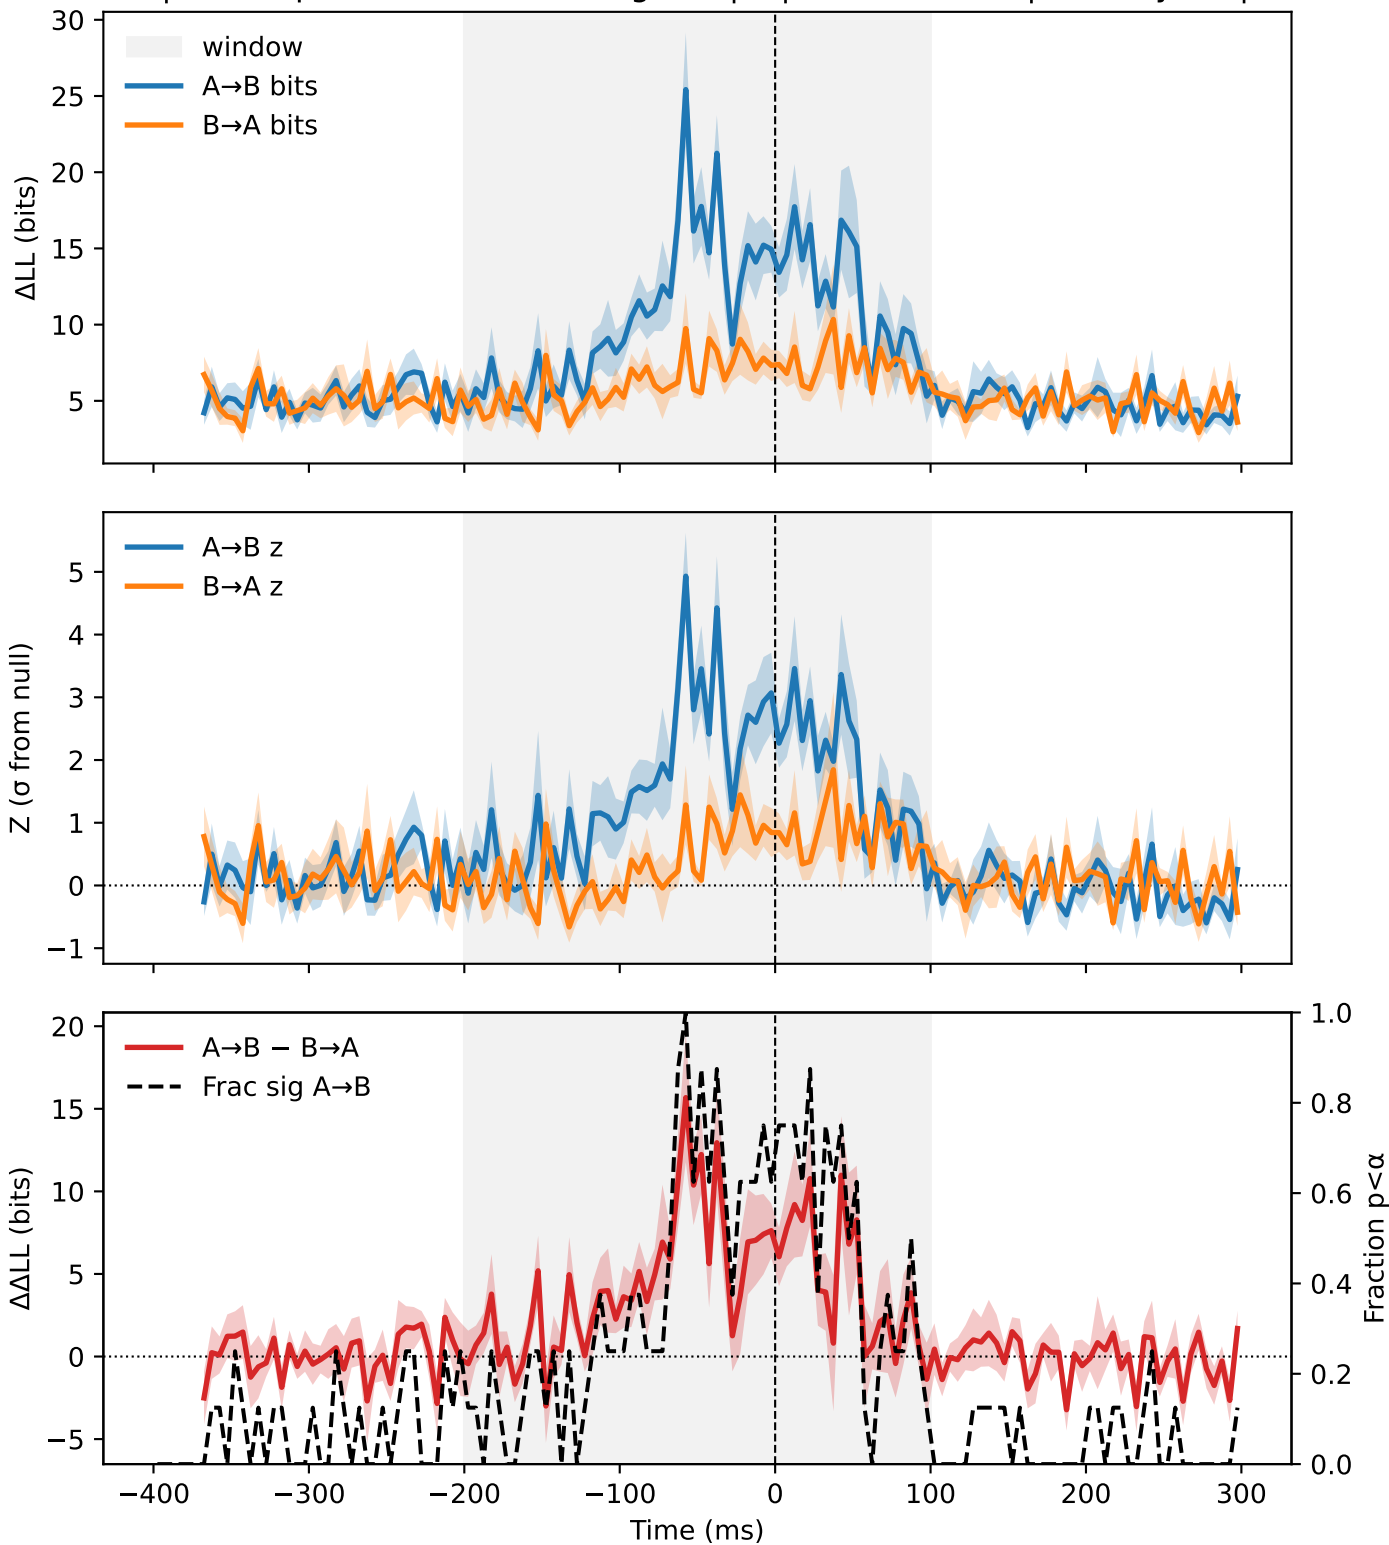 30
25
20
15
10
5
ΔLL (bits)
window
A→B bits
B→A bits
5
4
3
2
1
0
−1
Z (σ from null)
A→B z
B→A z
20
15
10
5
0
−5
ΔΔLL (bits)
A→B − B→A
Frac sig A→B
1.0
0.8
0.6
0.4
0.2
0.0
Fraction p<α
−400 −300 −200 −100 0 100 200 300
Time (ms)